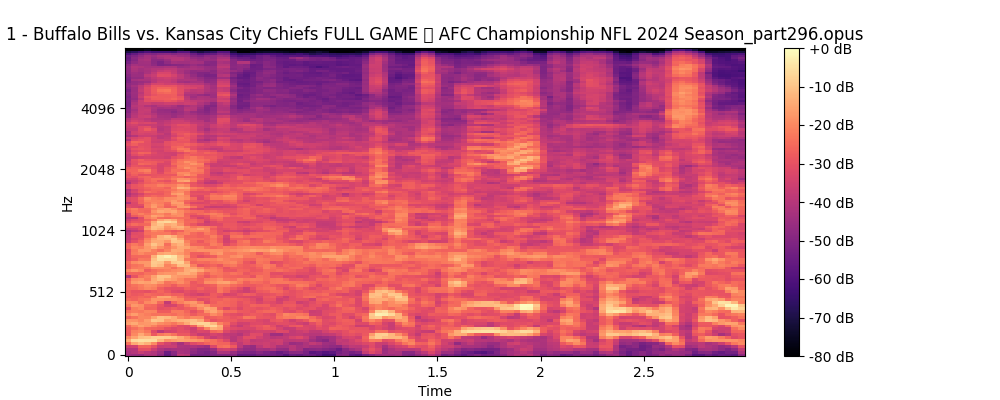 1 - Buffalo Bills vs. Kansas City Chiefs FULL GAME  AFC Championship NFL 2024 Season_part296.opus
Hz
4096
2048
1024
512
0
0
0.5
1
1.5
2
2.5
Time
+0 dB
-10 dB
-20 dB
-30 dB
-40 dB
-50 dB
-60 dB
-70 dB
-80 dB